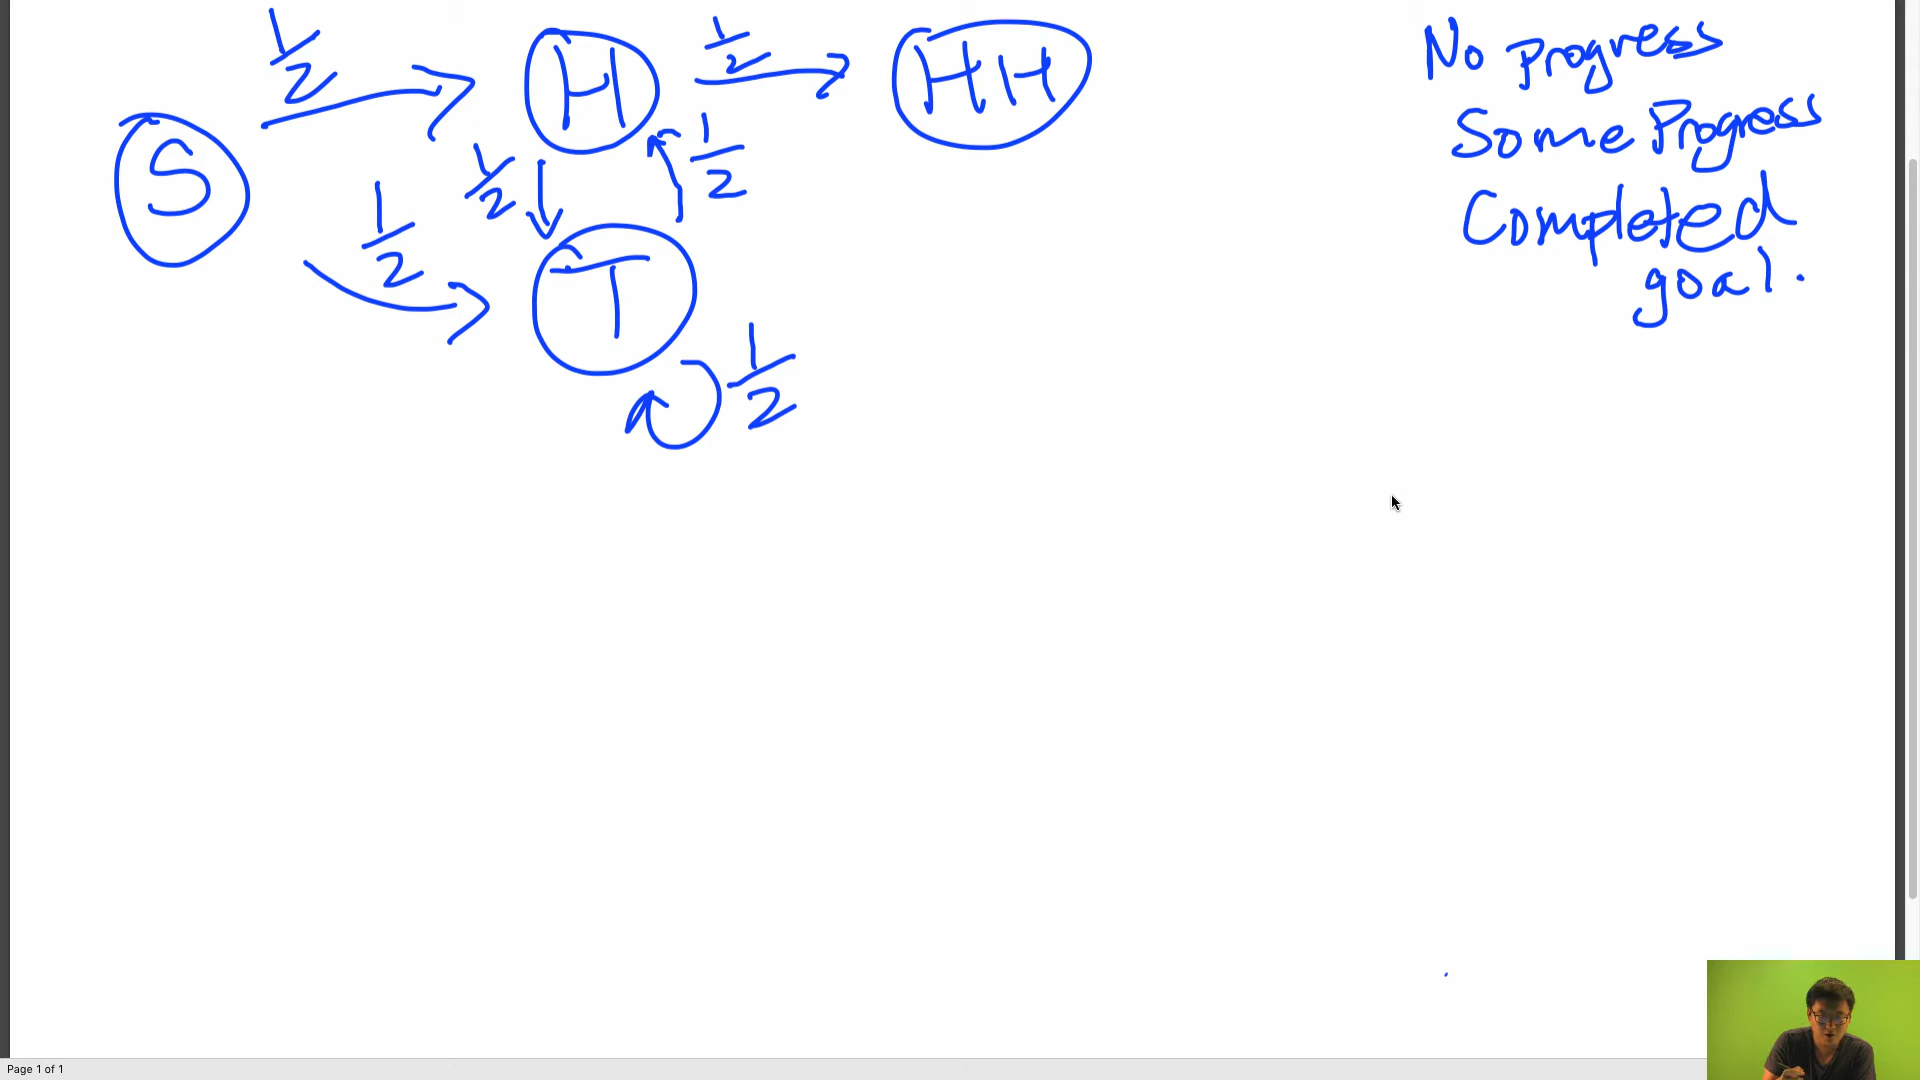 1/2 H 1/2 HH No Progress
S 1/2 1/2 Some Progress
1/2 T Completed
goal.
1/2
Page 1 of 1